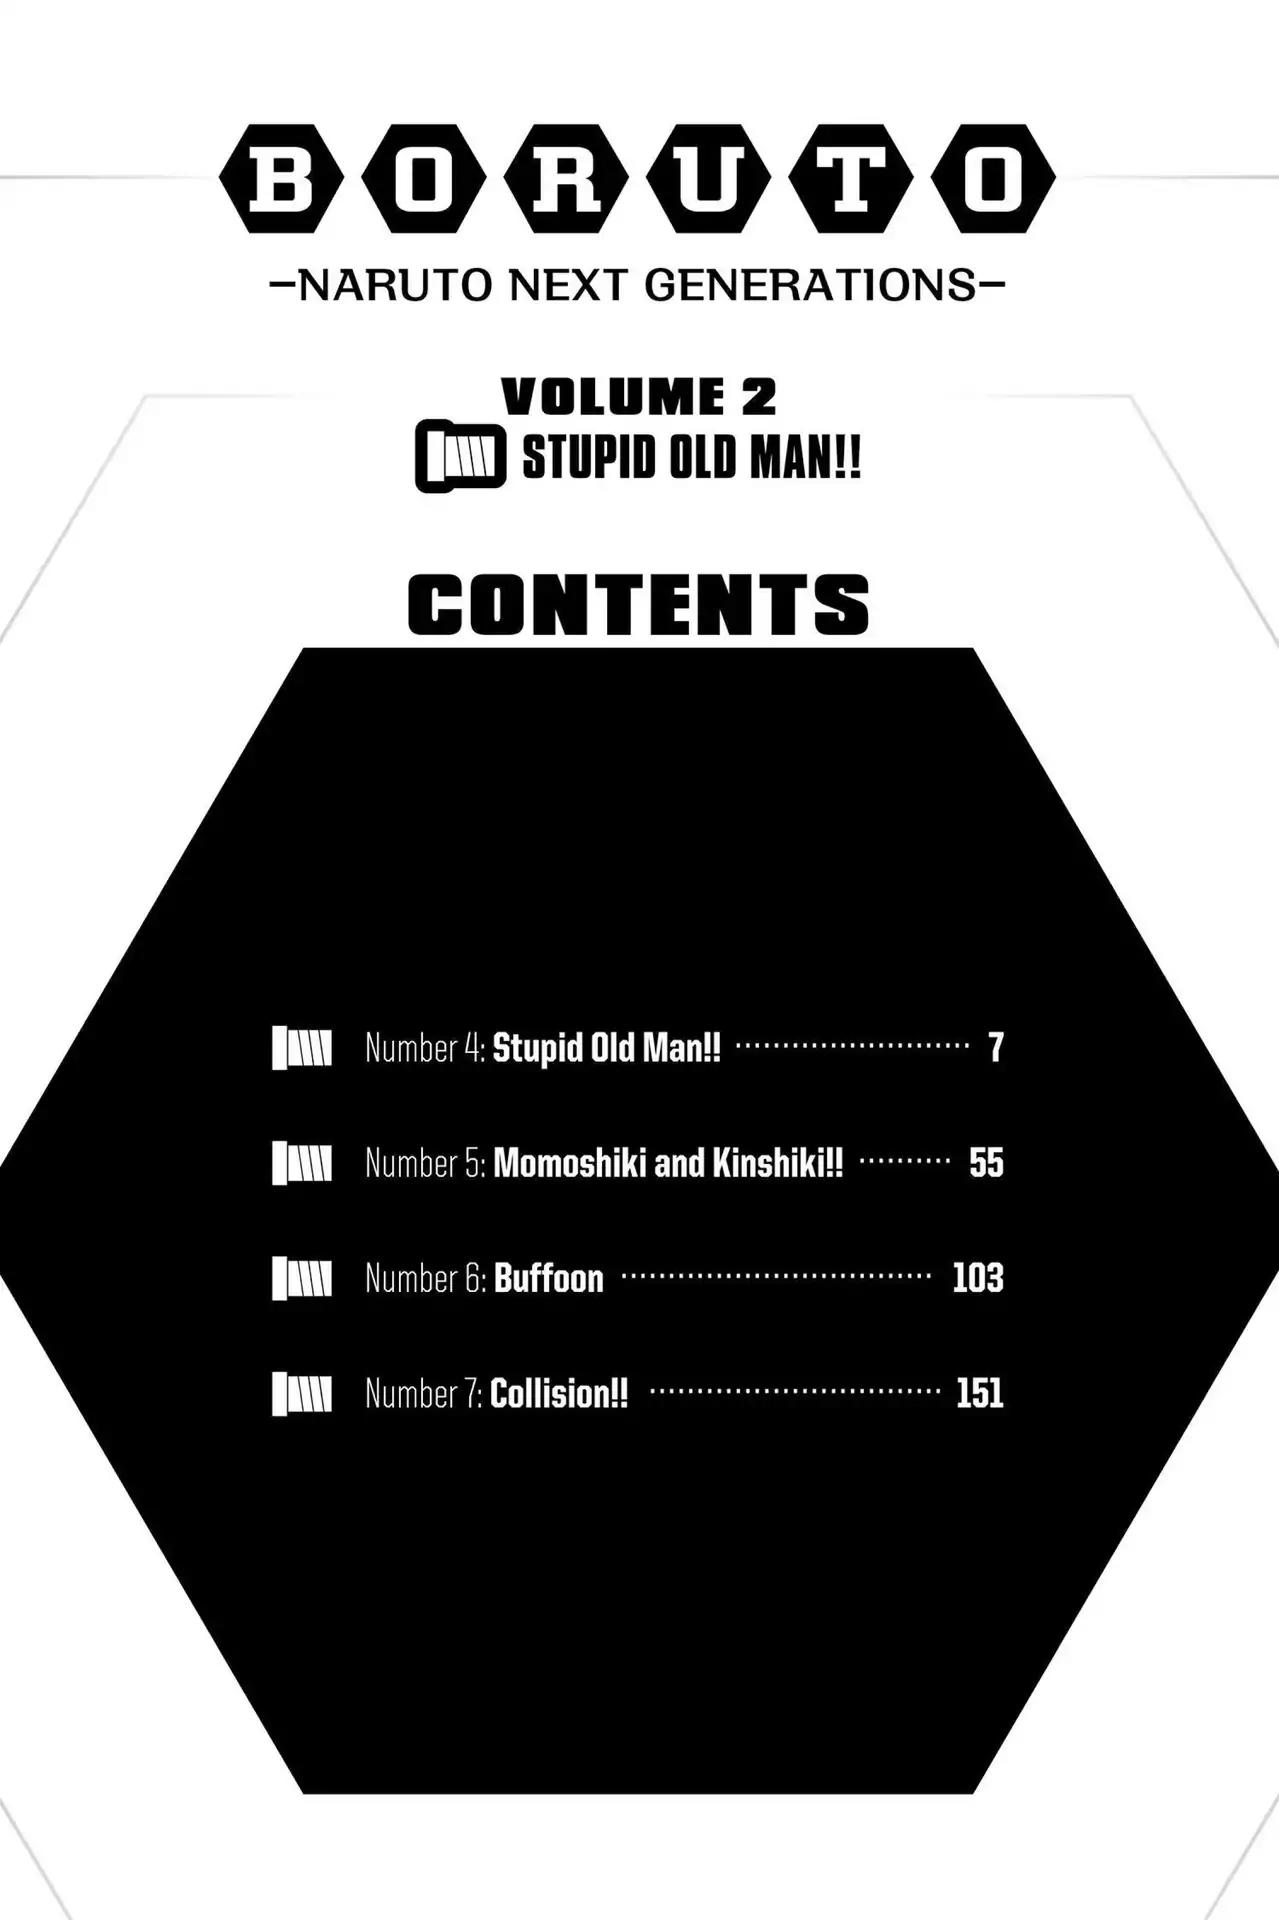 BORUTO
-NARUTO NEXT GENERATIONS-
VOLUME 2
STUPID OLD MAN!!
CONTENTS
Number 4: Stupid Old Man!! ························ 7
Number 5: Momoshiki and Kinshiki!! ·········· 55
Number 6: Buffoon ································ 103
Number 7: Collision!! ······························ 151